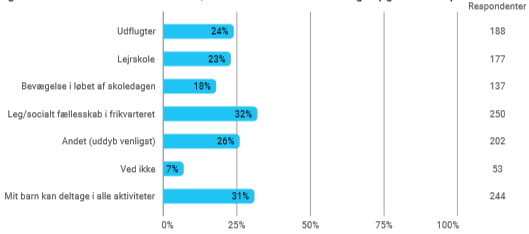 Respondenter
Udflugter 24% 188
Lejrskole 23% 177
Bevægelse i løbet af skoledagen 18% 137
Leg/socialt fællesskab i frikvarteret 32% 250
Andet (uddyb venligst) 26% 202
Ved ikke 7% 53
Mit barn kan deltage i alle aktiviteter 31% 244
0% 25% 50% 75% 100%